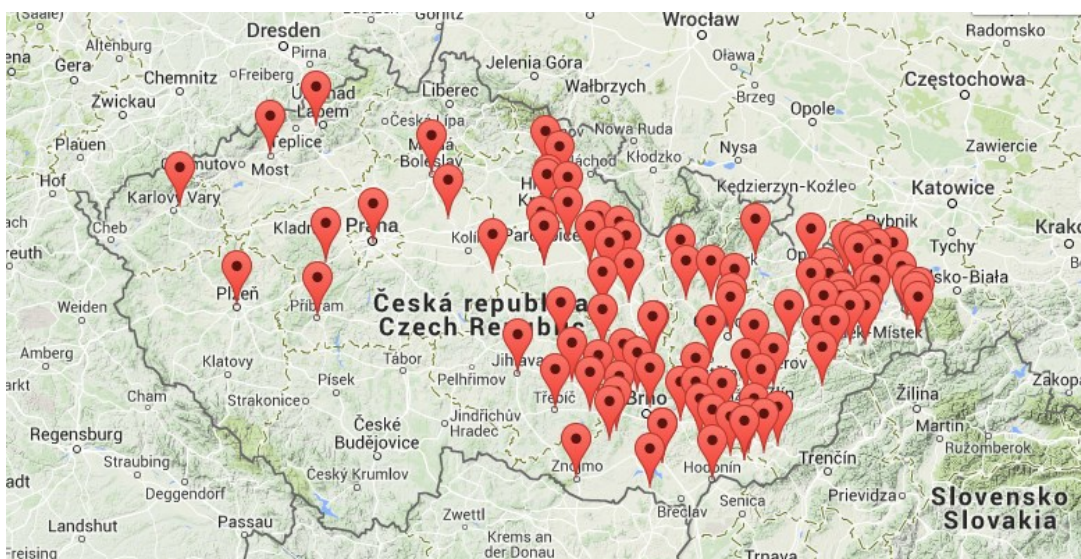 Dresden
Görlitz
Wrocław
Radomsko
Altenburg
Pirna
Oława
Gera
Freiberg
Jelenia Góra
Częstochowa
Chemnitz
Liberec
Wałbrzych
Brzeg
Zwickau
Labem
Česká Lípa
Opole
Teplice
Nowa Ruda
Plauen
Boleslav
Kłodzko
Nysa
Zawiercie
Hof
Most
Kędzierzyn-Koźle
Katowice
Karlovy Vary
Cheb
Rybnik
Praha
Tychy
Weiden
Plzeň
Příbram
Česká republika
Czech Republic
Amberg
Klatovy
Tábor
Jihlava
Žilina
Cham
Písek
Pelhřimov
Strakonice
Třebíč
Brno
Martin
Regensburg
České
Budějovice
Jindřichův
Hradec
Ružomberok
Straubing
Český Krumlov
Znojmo
Hodonín
Trenčín
Deggendorf
Prievidza
Slovensko
Slovakia
Landshut
Passau
Zwettl
Břeclav
Senica
Krems an
der Donau
Trnava